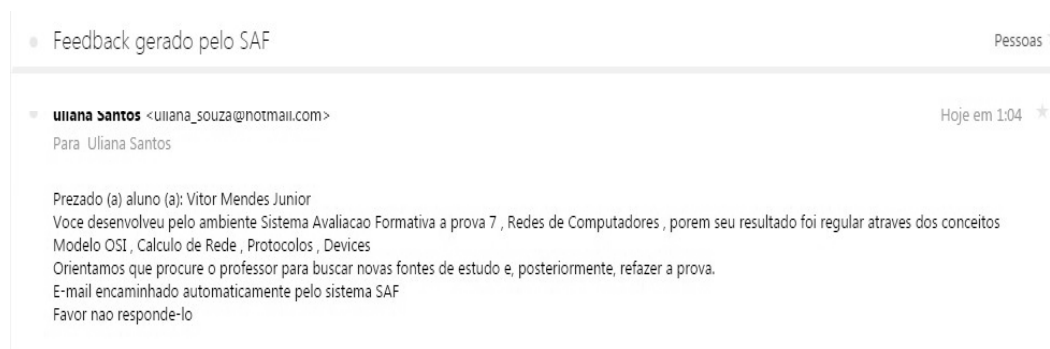 Feedback gerado pelo SAF
Pessoas
uliana Santos <uliana_souza@hotmail.com>
Hoje em 1:04
Para Uliana Santos
Prezado (a) aluno (a): Vitor Mendes Junior
Voce desenvolveu pelo ambiente Sistema Avaliacao Formativa a prova 7 , Redes de Computadores , porem seu resultado foi regular atraves dos conceitos
Modelo OSI , Calculo de Rede , Protocolos , Devices
Orientamos que procure o professor para buscar novas fontes de estudo e, posteriormente, refazer a prova.
E-mail encaminhado automaticamente pelo sistema SAF
Favor nao responde-lo